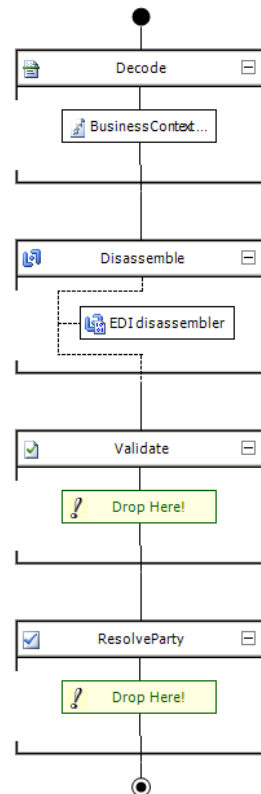 Decode
BusinessContext...
Disassemble
EDI disassembler
Validate
Drop Here!
ResolveParty
Drop Here!